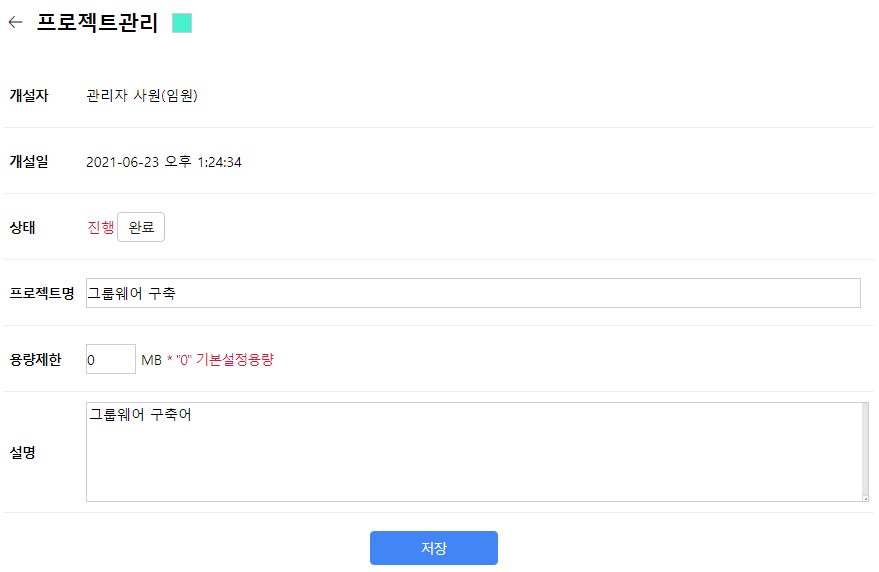 프로젝트관리
개설자 관리자 사원(임원)
개설일 2021-06-23 오후 1:24:34
상태 진행 완료
프로젝트명 그룹웨어 구축
용량제한 0 MB * "0" 기본설정용량
설명 그룹웨어 구축어
저장